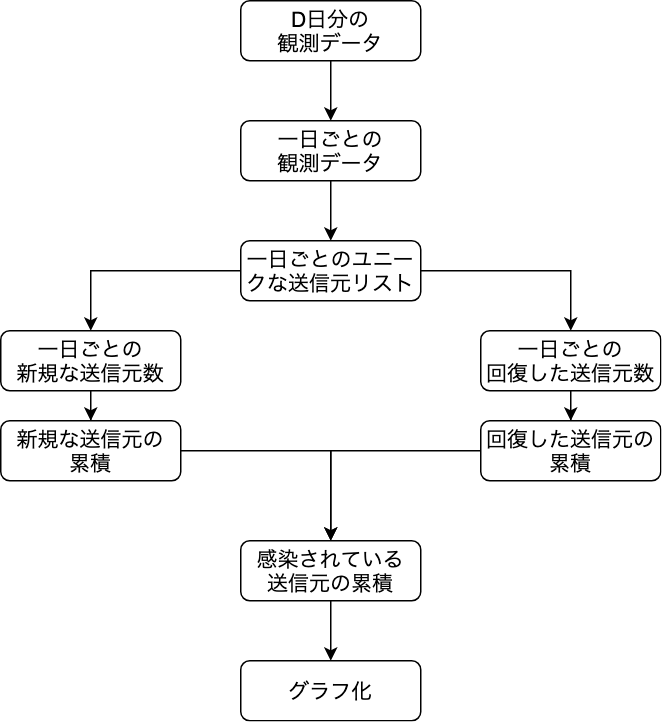 D日分の
観測データ
一日ごとの
観測データ
一日ごとのユニー
クな送信元リスト
一日ごとの
新規な送信元数
一日ごとの
回復した送信元数
新規な送信元の
累積
回復した送信元の
累積
感染されている
送信元の累積
グラフ化